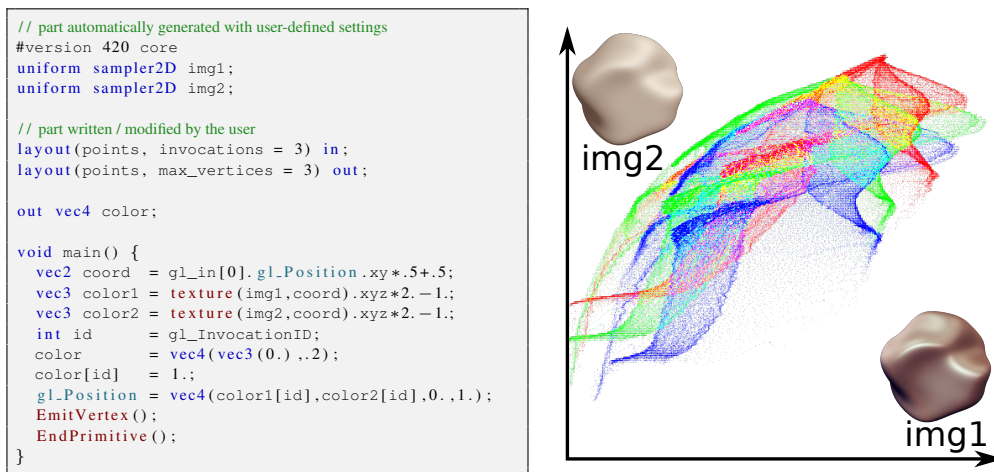 // part automatically generated with user-defined settings
#version 420 core
uniform sampler2D img1;
uniform sampler2D img2;
// part written / modified by the user
layout(points, invocations = 3) in;
layout(points, max_vertices = 3) out;
out vec4 color;
void main() {
vec2 coord = gl_in[0].gl_Position.xy*.5+.5;
vec3 color1 = texture(img1,coord).xyz*2.-1.;
vec3 color2 = texture(img2,coord).xyz*2.-1.;
int id = gl_InvocationID;
color = vec4(vec3(0.),.2);
color[id] = 1.;
gl_Position = vec4(color1[id],color2[id],0.,1.);
EmitVertex();
EndPrimitive();
}
img2
img1